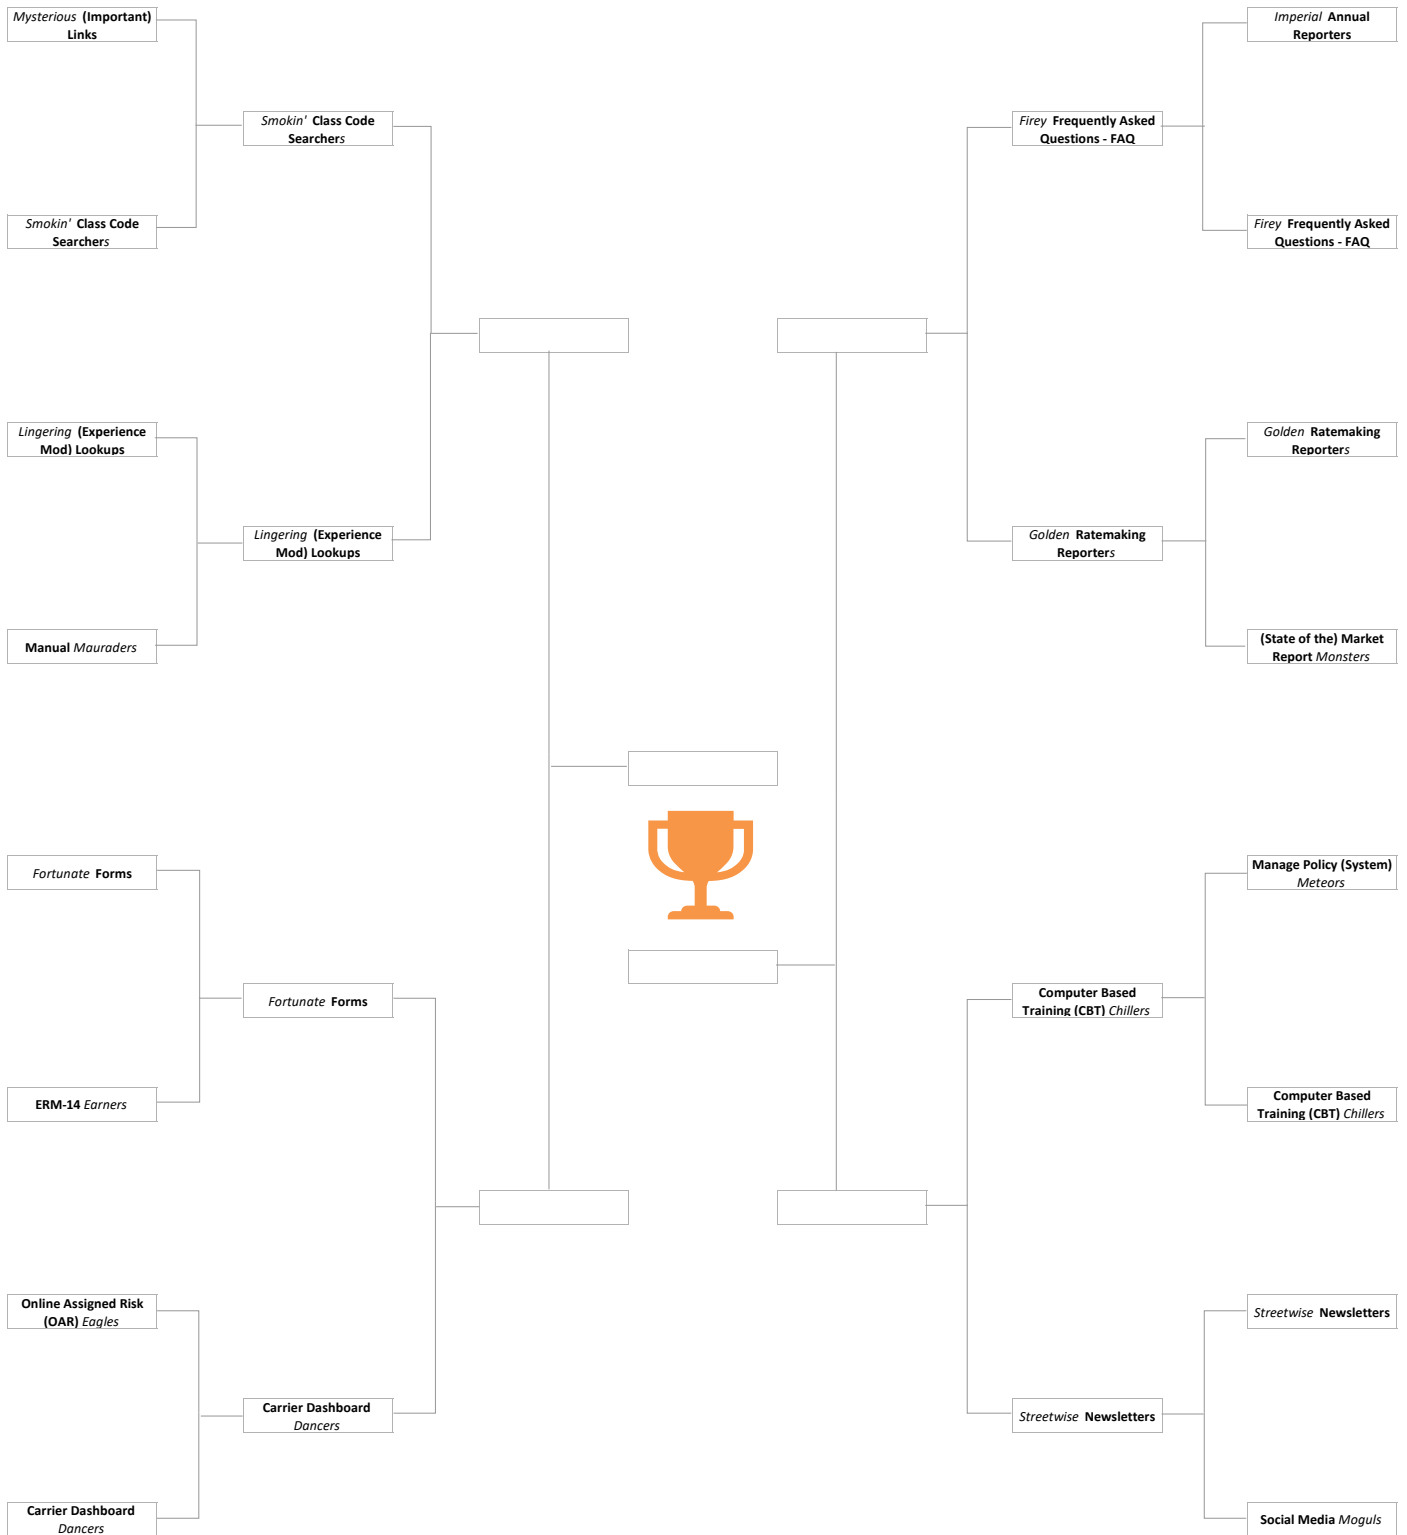 Mysterious (Important)
Links
Imperial Annual
Reporters
Smokin' Class Code
Searchers
Firey Frequently Asked
Questions - FAQ
Smokin' Class Code
Searchers
Firey Frequently Asked
Questions - FAQ
Lingering (Experience
Mod) Lookups
Golden Ratemaking
Reporters
Lingering (Experience
Mod) Lookups
Golden Ratemaking
Reporters
Manual Mauraders
(State of the) Market
Report Monsters
Fortunate Forms
Manage Policy (System)
Meteors
Fortunate Forms
Computer Based
Training (CBT) Chillers
ERM-14 Earners
Computer Based
Training (CBT) Chillers
Online Assigned Risk
(OAR) Eagles
Streetwise Newsletters
Carrier Dashboard
Dancers
Streetwise Newsletters
Carrier Dashboard
Dancers
Social Media Moguls